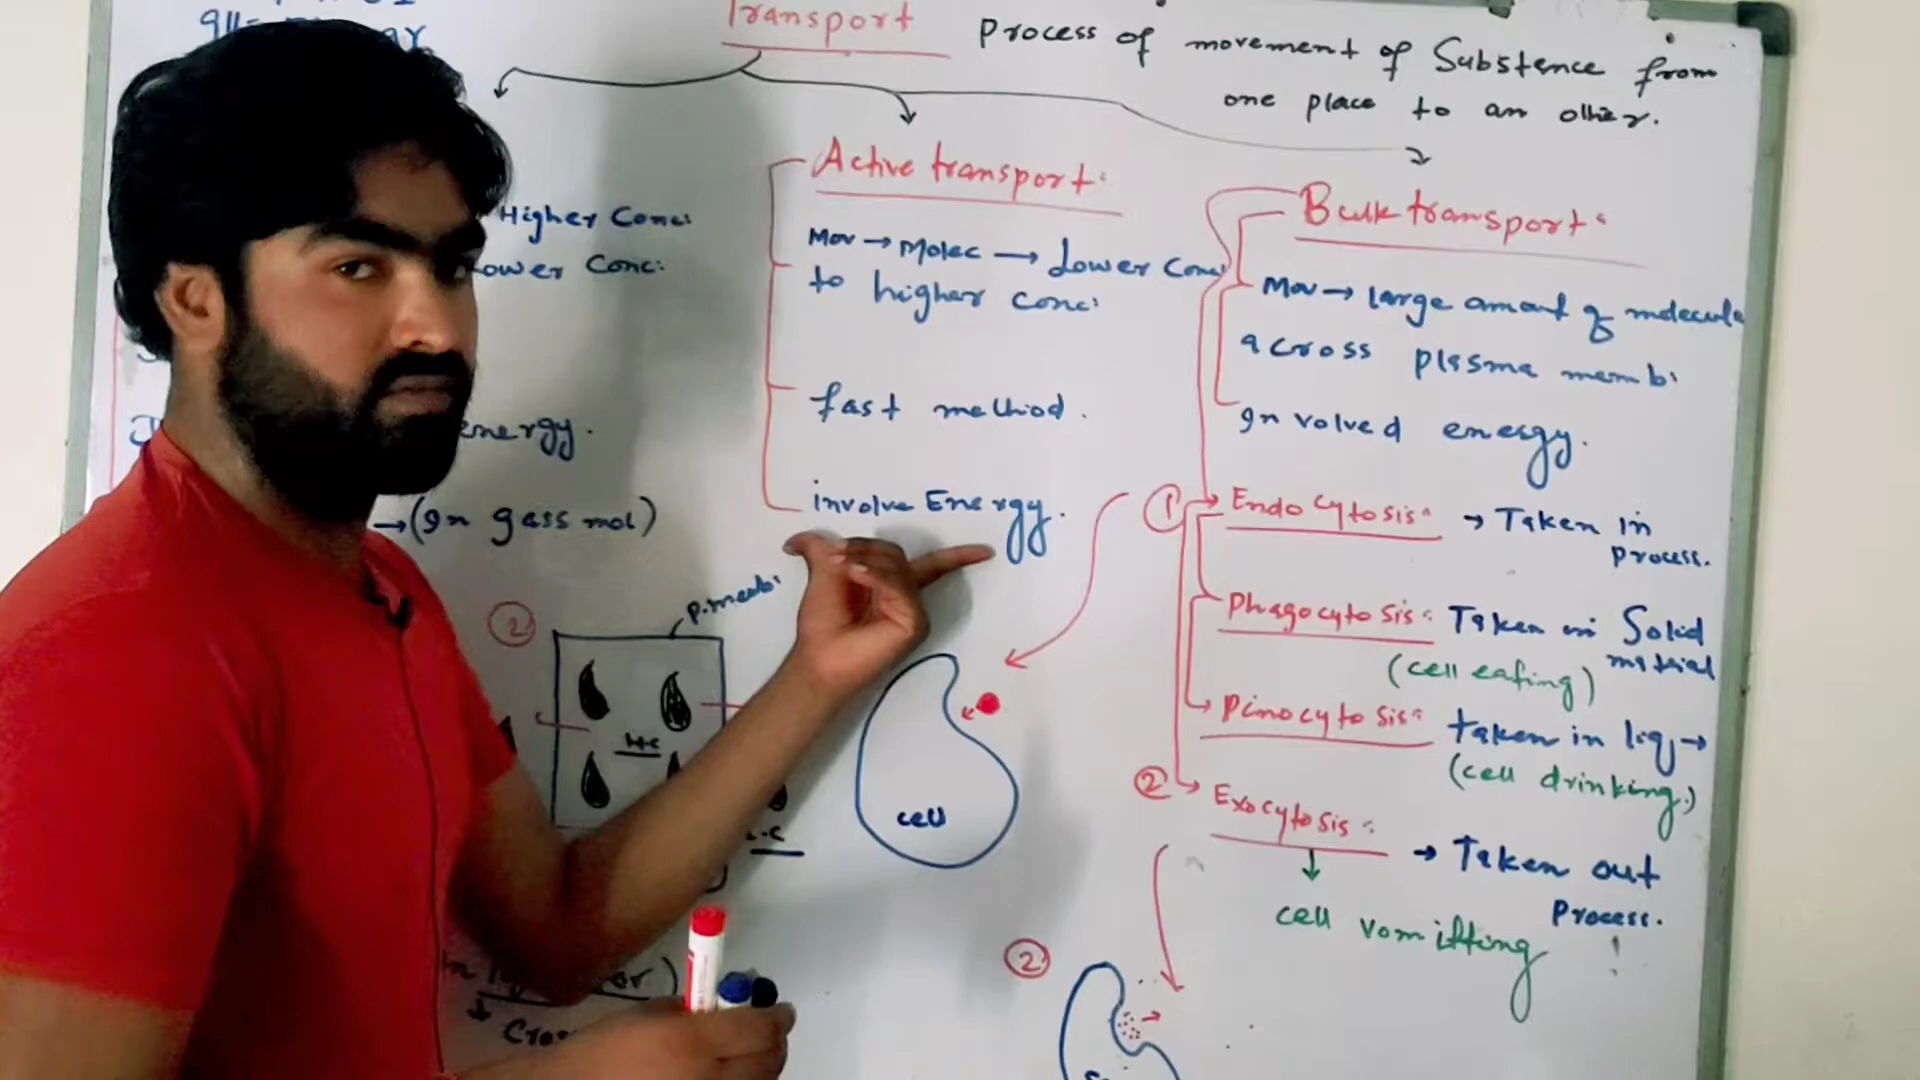 Transport
Process of movement of Substence from
one place to an other.
Higher Conc:
Lower Conc:
energy.
→(In gass mol)
Active transport:
Mov → Molec → Lower Conc:
to higher conc:
fast method.
involve Energy.
Bulk transport:
Mov → large amount of molecule
across plasma memb:
Involved energy.
① Endocytosis: → Taken in
process.
Phagocytosis: Taken in Solid
(cell eating)
Pinocytosis: taken in liq →
(cell drinking)
② Exocytosis: → Taken out
Process.
cell vomitting
②
P.memb:
H-C
L-C
cell
②